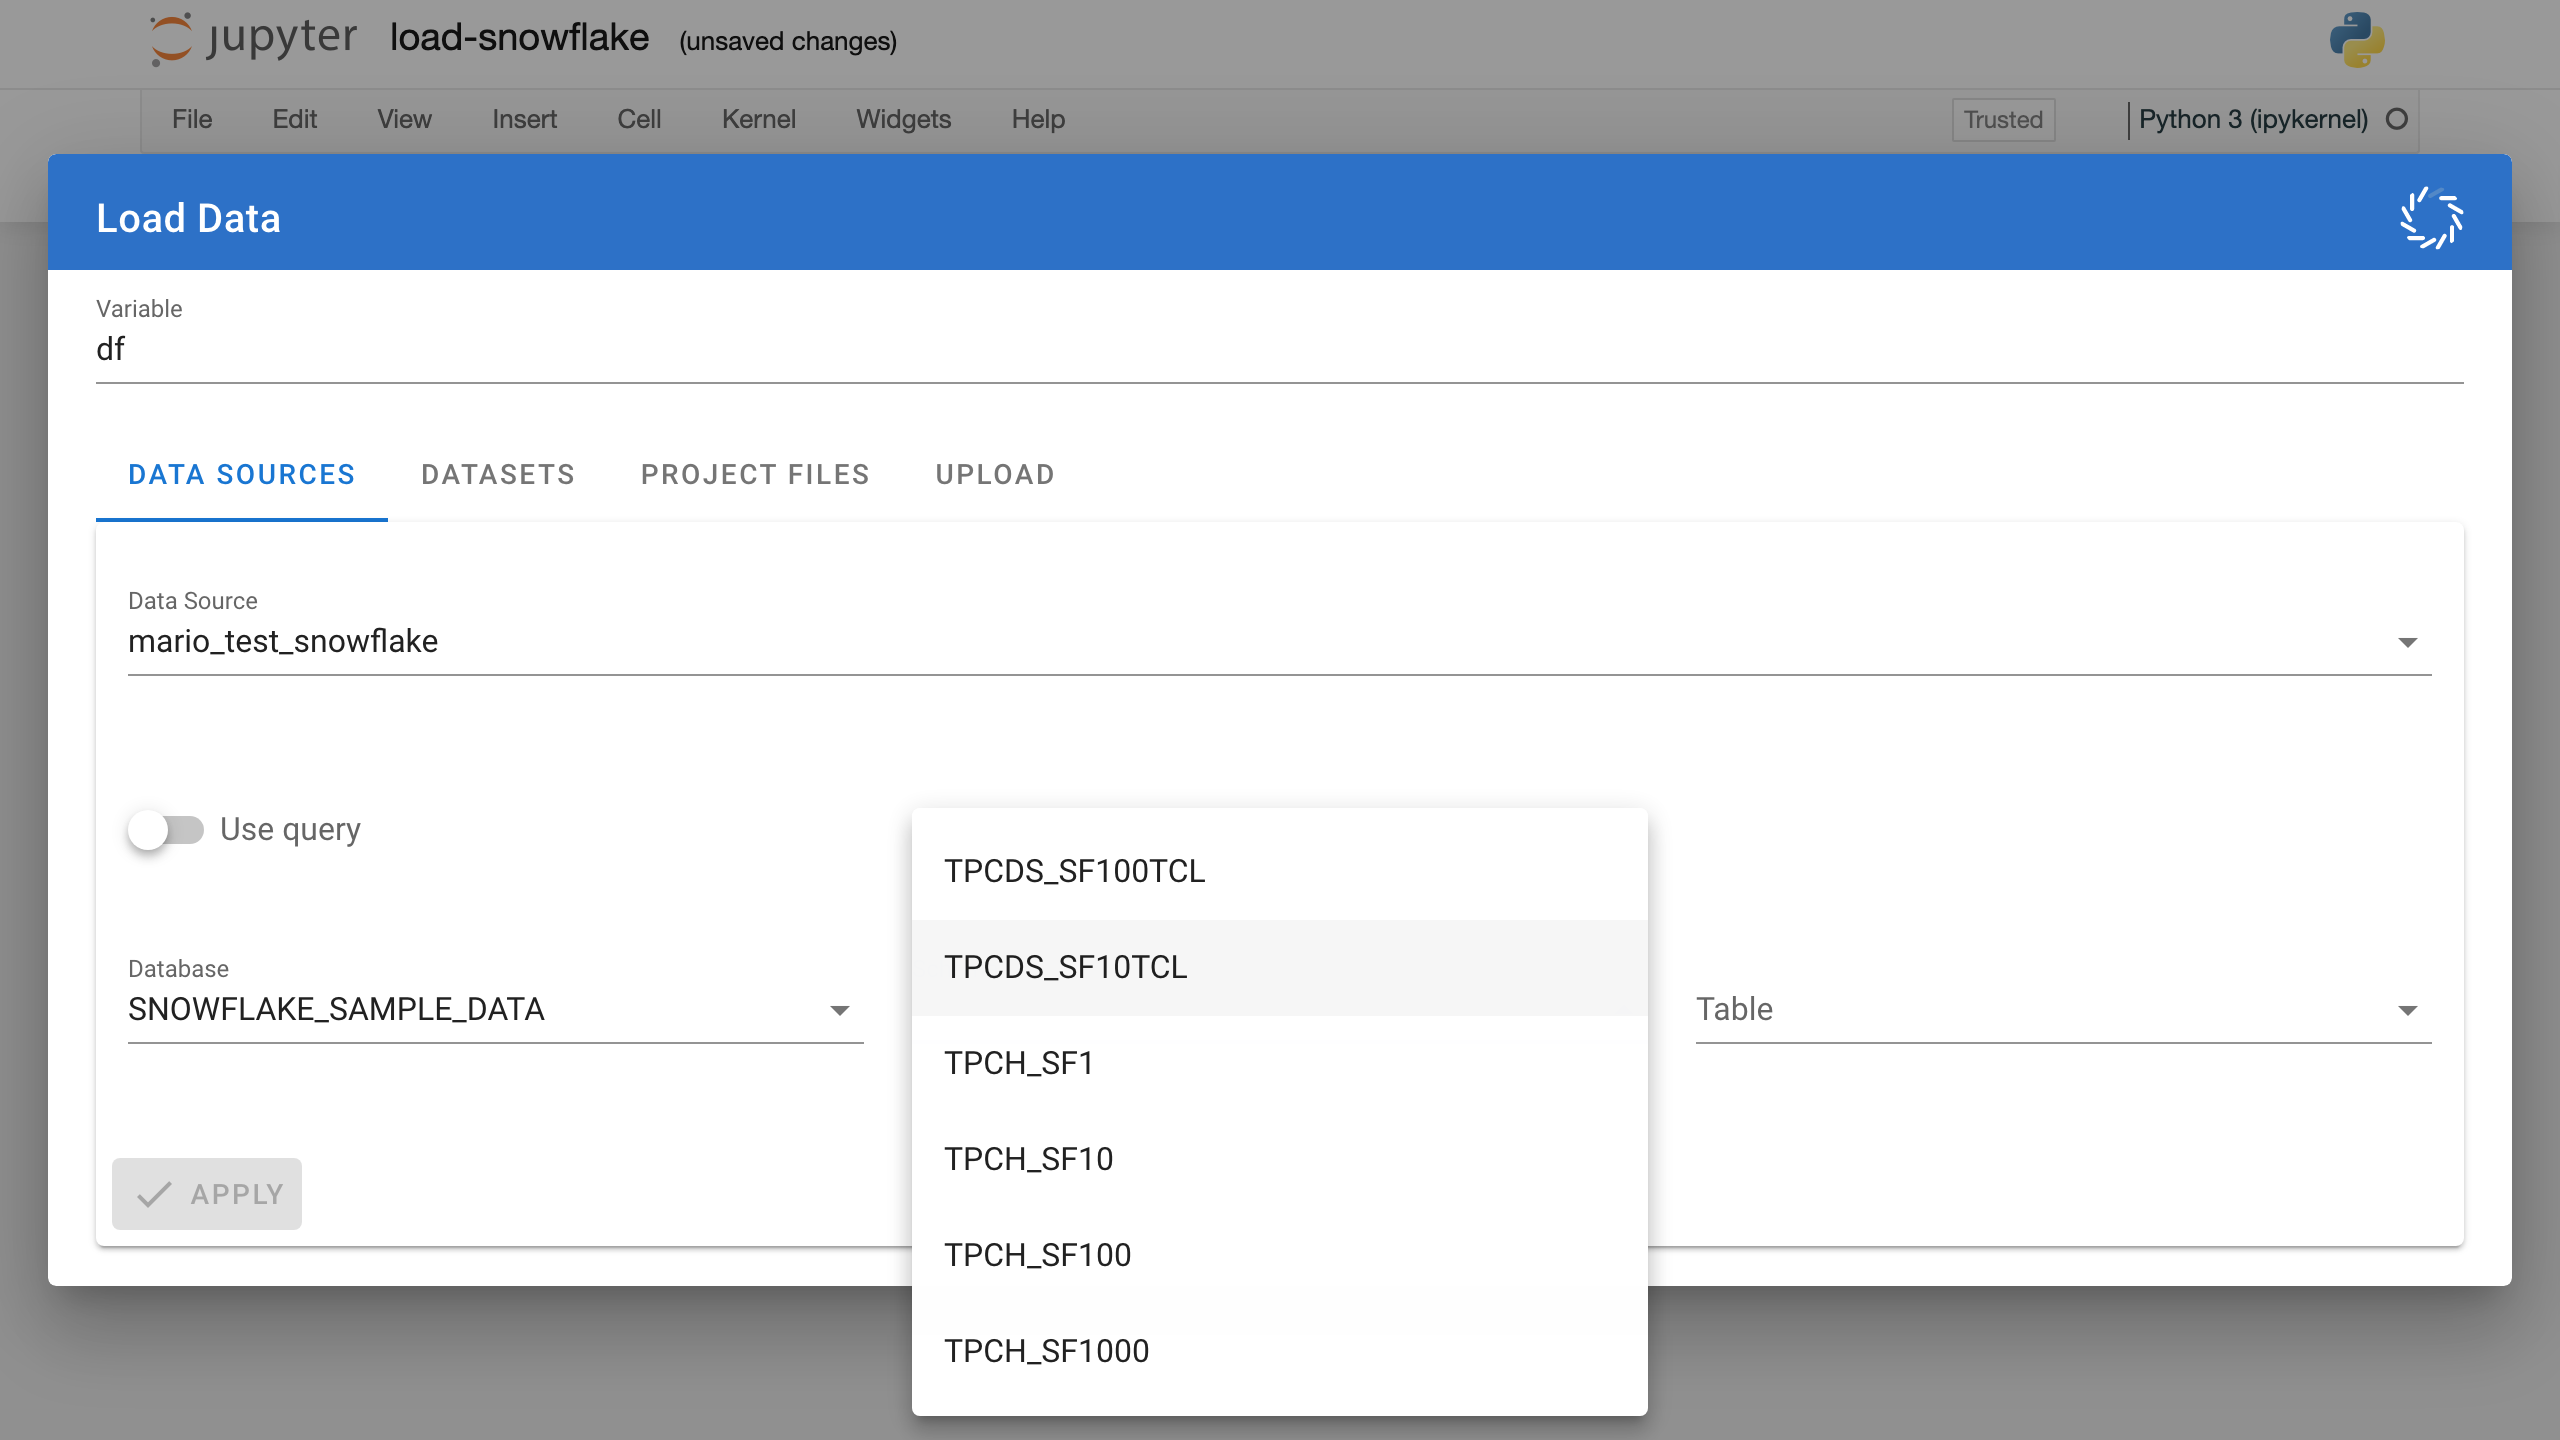 jupyter load-snowflake (unsaved changes)
File Edit View Insert Cell Kernel Widgets Help Trusted Python 3 (ipykernel)
Load Data
Variable
df
DATA SOURCES DATASETS PROJECT FILES UPLOAD
Data Source
mario_test_snowflake
Use query
Database
SNOWFLAKE_SAMPLE_DATA
TPCDS_SF100TCL
TPCDS_SF10TCL
TPCH_SF1
TPCH_SF10
TPCH_SF100
TPCH_SF1000
Table
APPLY